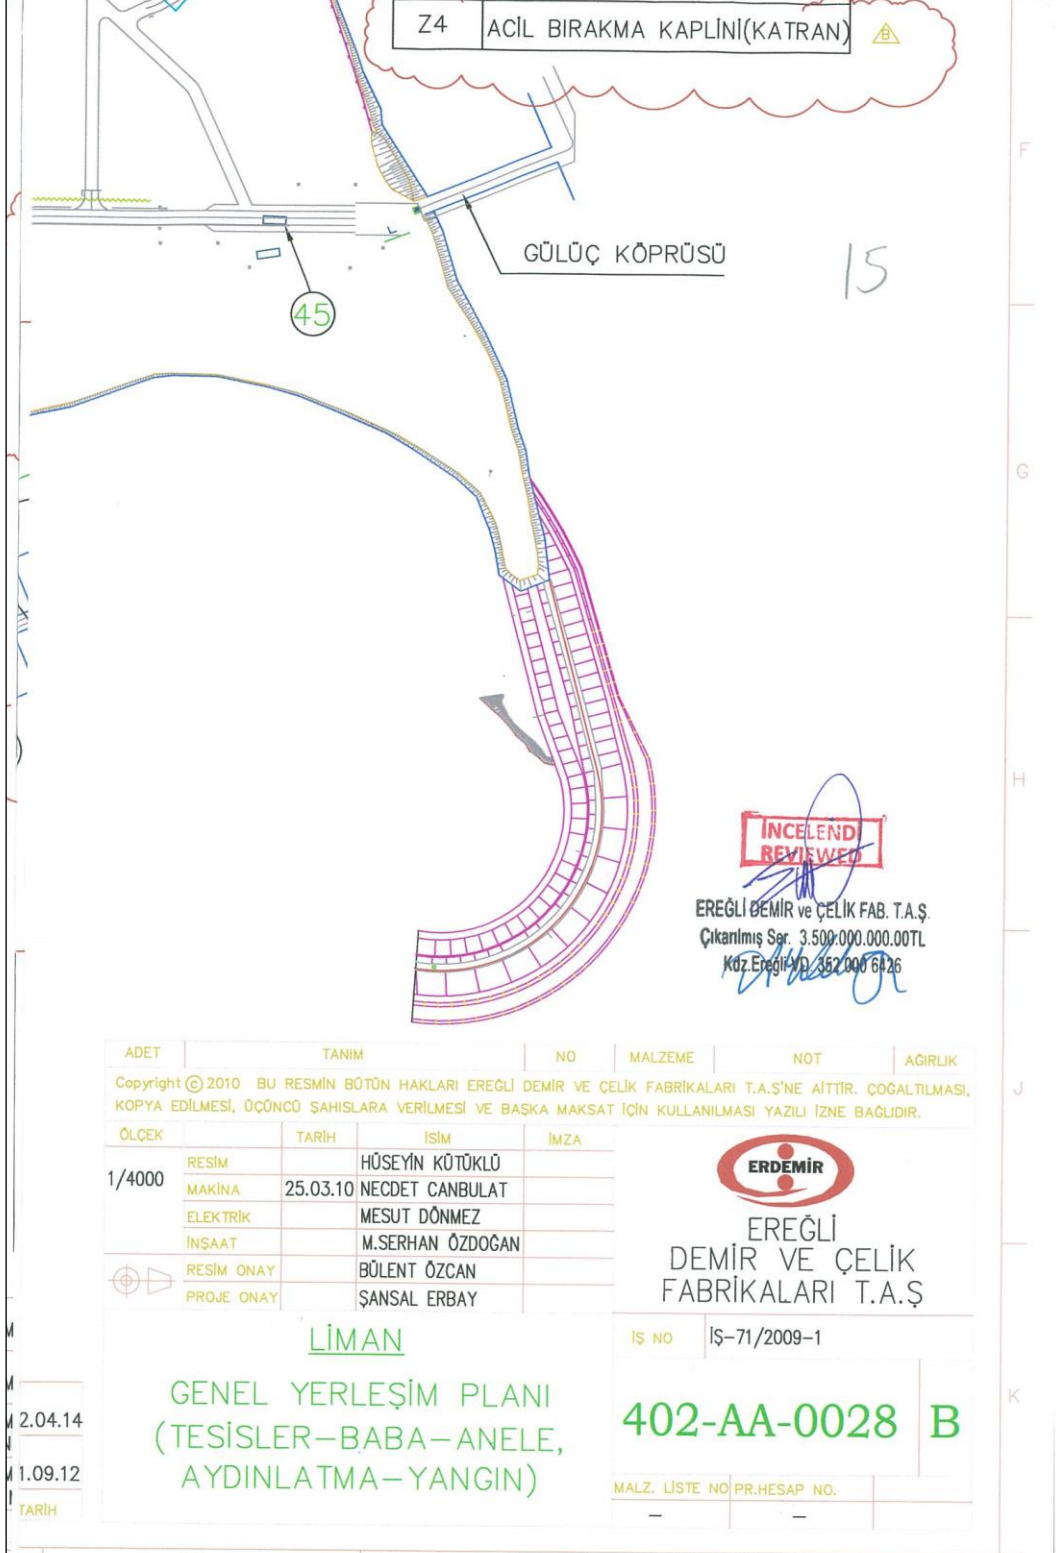 Z4 ACİL BIRAKMA KAPLİNİ(KATRAN) B
F
GÜLÜÇ KÖPRÜSÜ
15
45
G
H
İNCELENDİ
REVIEWED
EREĞLİ DEMİR ve ÇELİK FAB. T.A.Ş.
Çıkarılmış Ser. 3.500.000.000.00TL
Kdz.Ereğli VD. 352 000 6426
ADET TANIM NO MALZEME NOT AĞIRLIK
J
Copyright © 2010 BU RESMİN BÜTÜN HAKLARI EREĞLİ DEMİR VE ÇELİK FABRİKALARI T.A.Ş'NE AİTTİR. ÇOĞALTILMASI,
KOPYA EDİLMESİ, ÜÇÜNCÜ ŞAHISLARA VERİLMESİ VE BAŞKA MAKSAT İÇİN KULLANILMASI YAZILI İZNE BAĞLIDIR.
ÖLÇEK TARİH İSİM İMZA
1/4000
RESİM HÜSEYİN KÜTÜKLÜ
MAKİNA 25.03.10 NECDET CANBULAT
ELEKTRİK MESUT DÖNMEZ
İNŞAAT M.SERHAN ÖZDOĞAN
RESİM ONAY BÜLENT ÖZCAN
PROJE ONAY ŞANSAL ERBAY
ERDEMİR
EREĞLİ
DEMİR VE ÇELİK
FABRİKALARI T.A.Ş
LİMAN
GENEL YERLEŞİM PLANI
(TESİSLER-BABA-ANELE,
AYDINLATMA-YANGIN)
İŞ NO İŞ-71/2009-1
402-AA-0028 B
K
MALZ. LİSTE NO PR.HESAP NO.
– –
2.04.14
1.09.12
TARİH